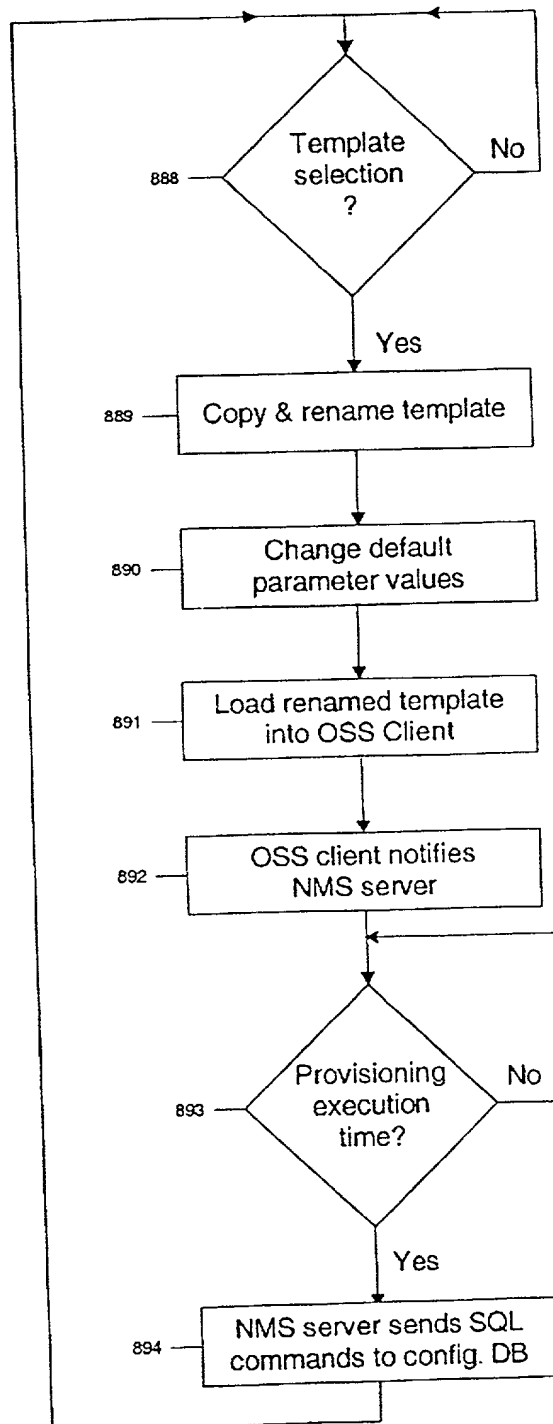 Template
selection
?
No
888
Yes
889
Copy & rename template
890
Change default
parameter values
891
Load renamed template
into OSS Client
892
OSS client notifies
NMS server
Provisioning
execution
time?
No
893
Yes
894
NMS server sends SQL
commands to config. DB